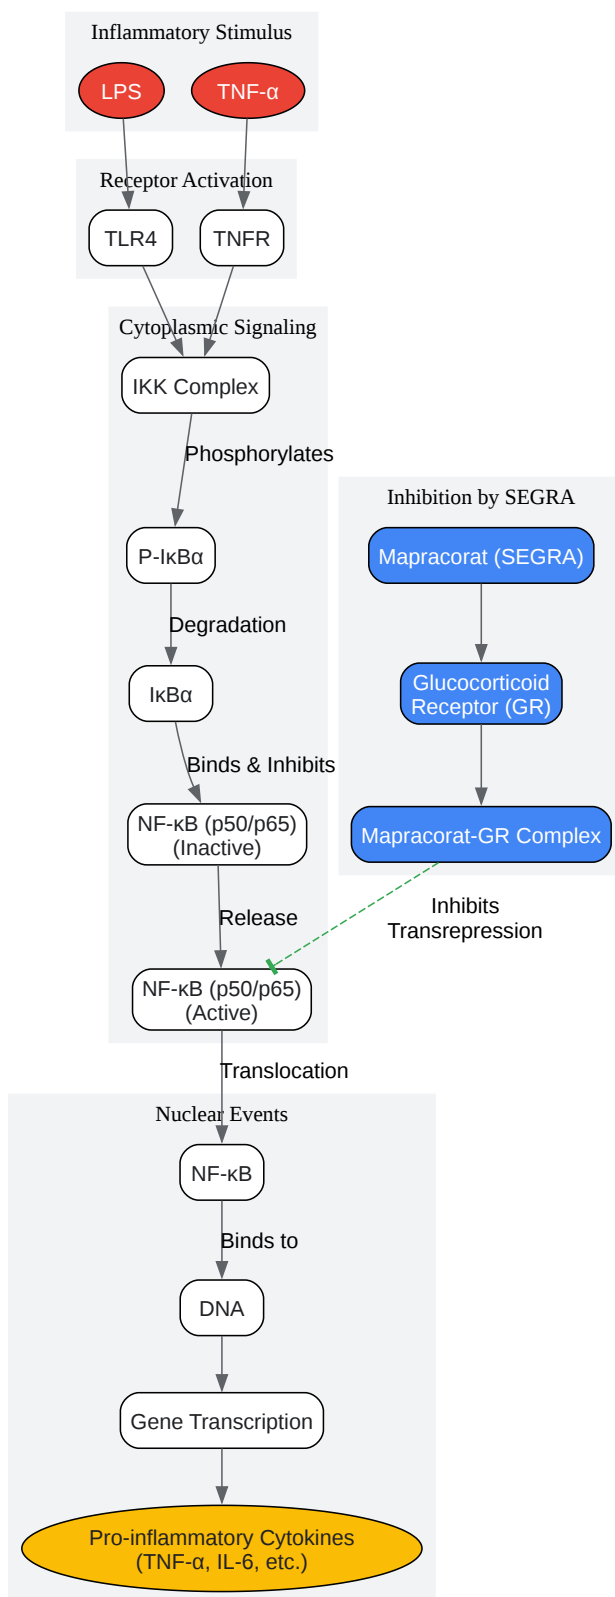 Inflammatory Stimulus
LPS
TNF-α
Receptor Activation
TLR4
TNFR
Cytoplasmic Signaling
IKK Complex
Phosphorylates
P-IκBα
Degradation
IκBα
Binds & Inhibits
NF-κB (p50/p65)
(Inactive)
Release
NF-κB (p50/p65)
(Active)
Inhibition by SEGRA
Mapracorat (SEGRA)
Glucocorticoid
Receptor (GR)
Mapracorat-GR Complex
Inhibits
Transrepression
Translocation
Nuclear Events
NF-κB
Binds to
DNA
Gene Transcription
Pro-inflammatory Cytokines
(TNF-α, IL-6, etc.)